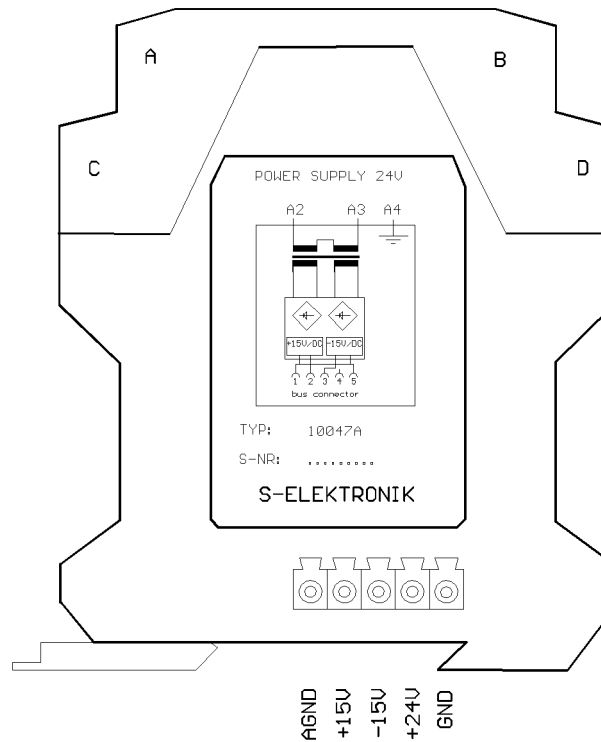 A B
C D
POWER SUPPLY 24V
A2 A3 A4
+15V/DC -15V/DC
1 2 3 4 5
bus connector
TYP: 10047A
S-NR: .........
S-ELEKTRONIK
AGND
+15V
-15V
+24V
GND